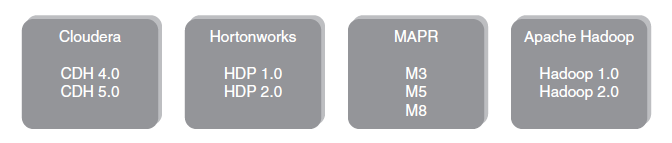 Cloudera
CDH 4.0
CDH 5.0
Hortonworks
HDP 1.0
HDP 2.0
MAPR
M3
M5
M8
Apache Hadoop
Hadoop 1.0
Hadoop 2.0